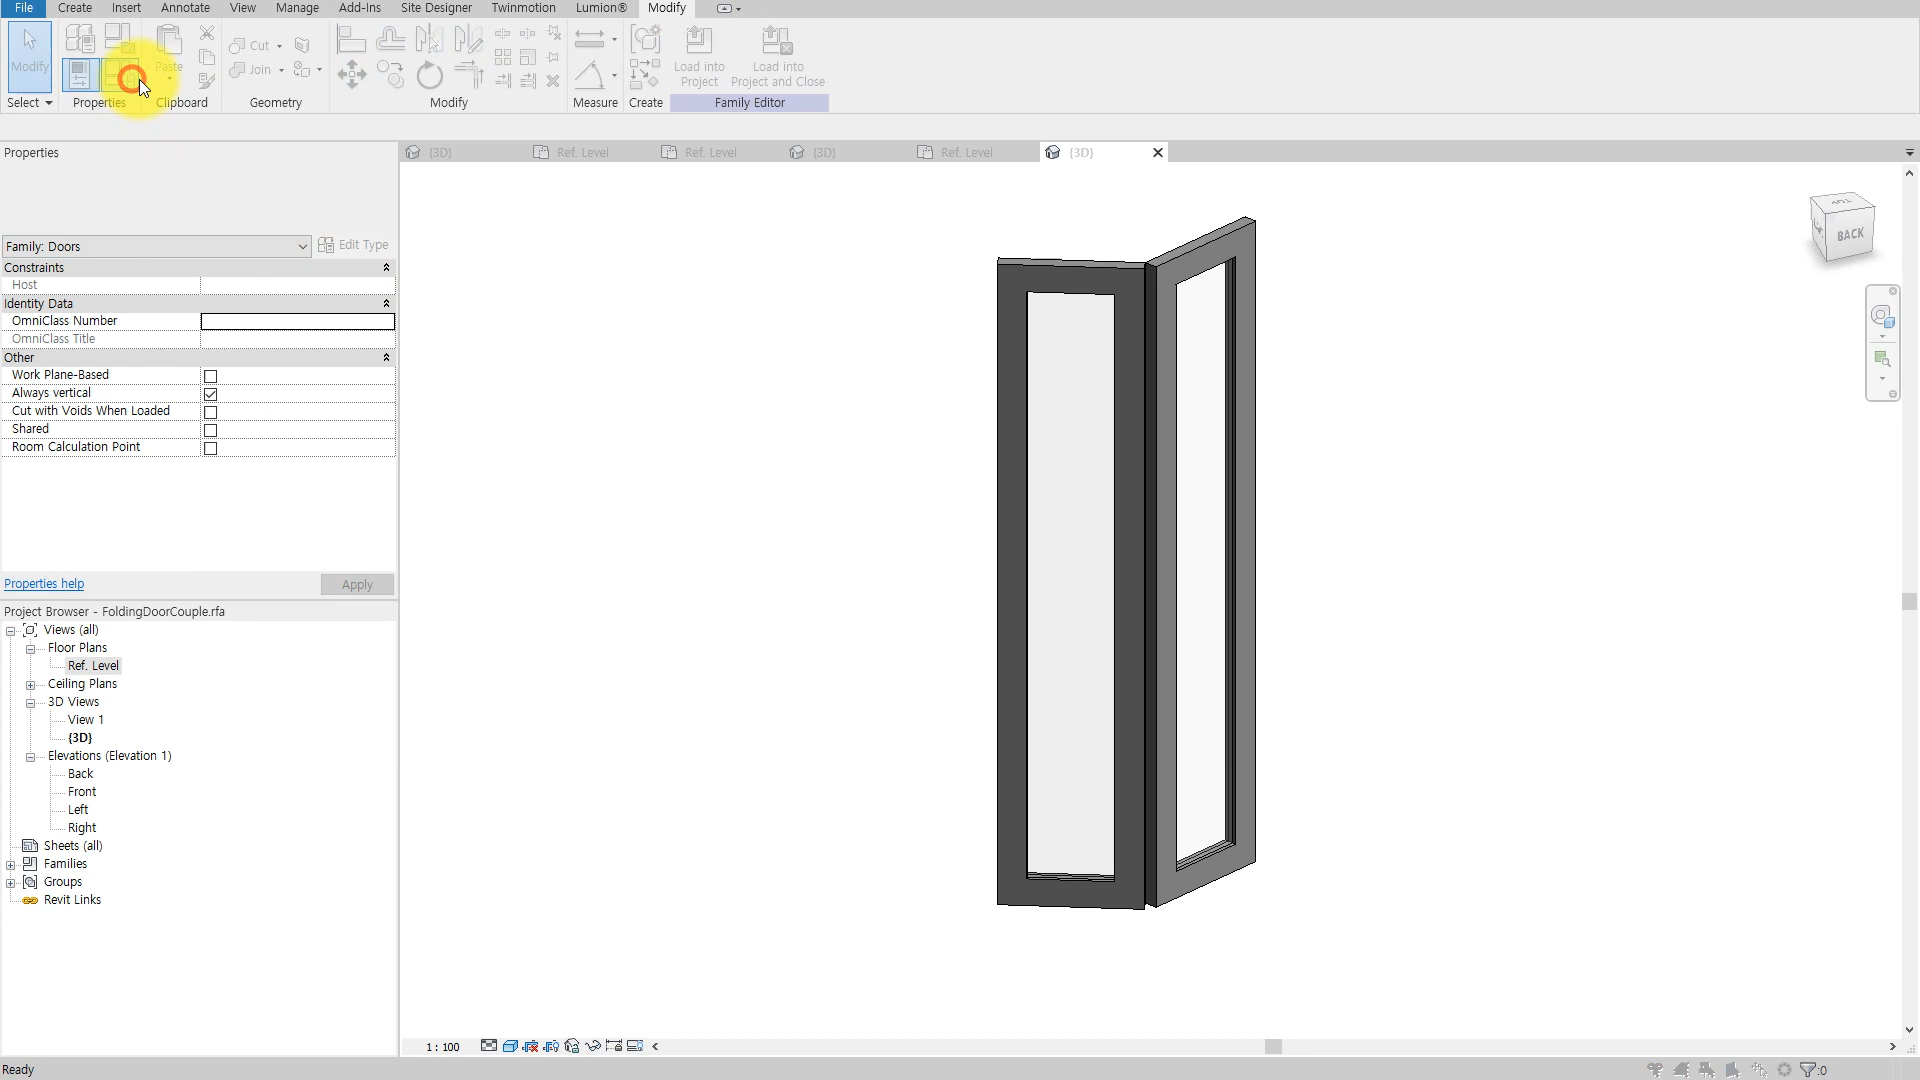 File Create Insert Annotate View Manage Add-Ins Site Designer Twinmotion Lumion® Modify
Modify Paste Cut Join Load into Project Load into Project and Close
Select Properties Clipboard Geometry Modify Measure Create Family Editor
Properties
{3D} Ref. Level Ref. Level {3D} Ref. Level {3D}
Family: Doors Edit Type
Constraints
Host
Identity Data
OmniClass Number
OmniClass Title
Other
Work Plane-Based
Always vertical
Cut with Voids When Loaded
Shared
Room Calculation Point
Properties help Apply
Project Browser - FoldingDoorCouple.rfa
Views (all)
Floor Plans
Ref. Level
Ceiling Plans
3D Views
View 1
{3D}
Elevations (Elevation 1)
Back
Front
Left
Right
Sheets (all)
Families
Groups
Revit Links
TOP
BACK
1 : 100
Ready
:0